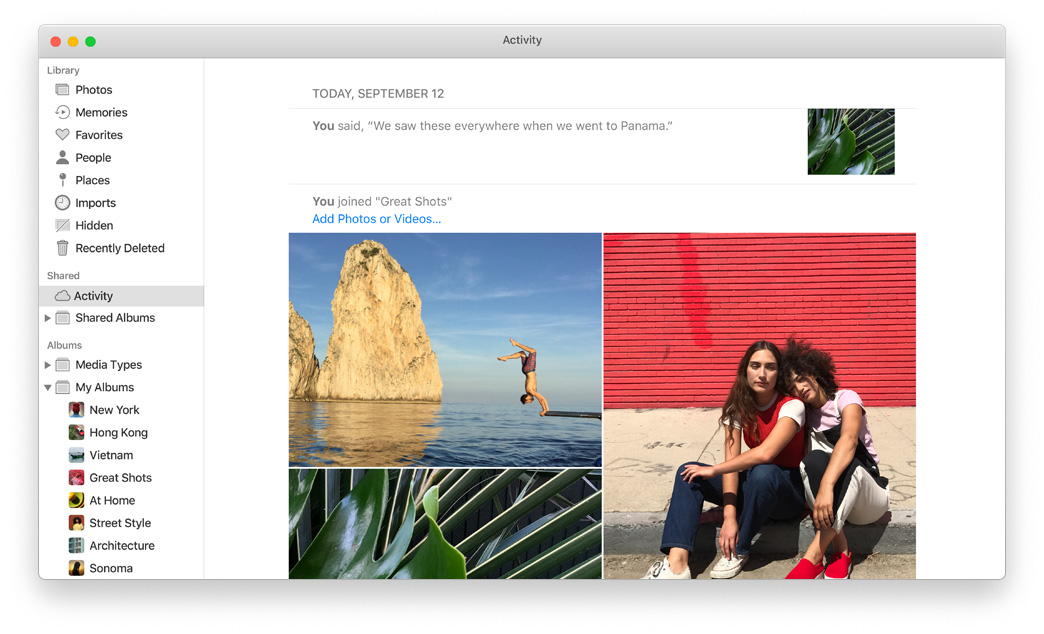 Activity
Library
Photos
Memories
Favorites
People
Places
Imports
Hidden
Recently Deleted
Shared
Activity
Shared Albums
Albums
Media Types
My Albums
New York
Hong Kong
Vietnam
Great Shots
At Home
Street Style
Architecture
Sonoma
TODAY, SEPTEMBER 12
You said, “We saw these everywhere when we went to Panama.”
You joined "Great Shots"
Add Photos or Videos...